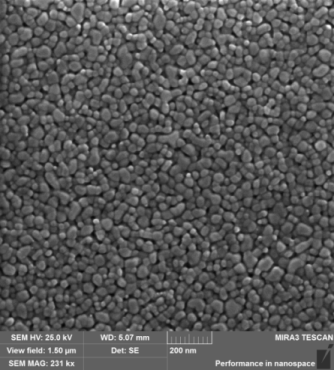 SEM HV: 25.0 kV
WD: 5.07 mm
MIRA3 TESCAN
View field: 1.50 µm
Det: SE
200 nm
SEM MAG: 231 kx
Performance in nanospace